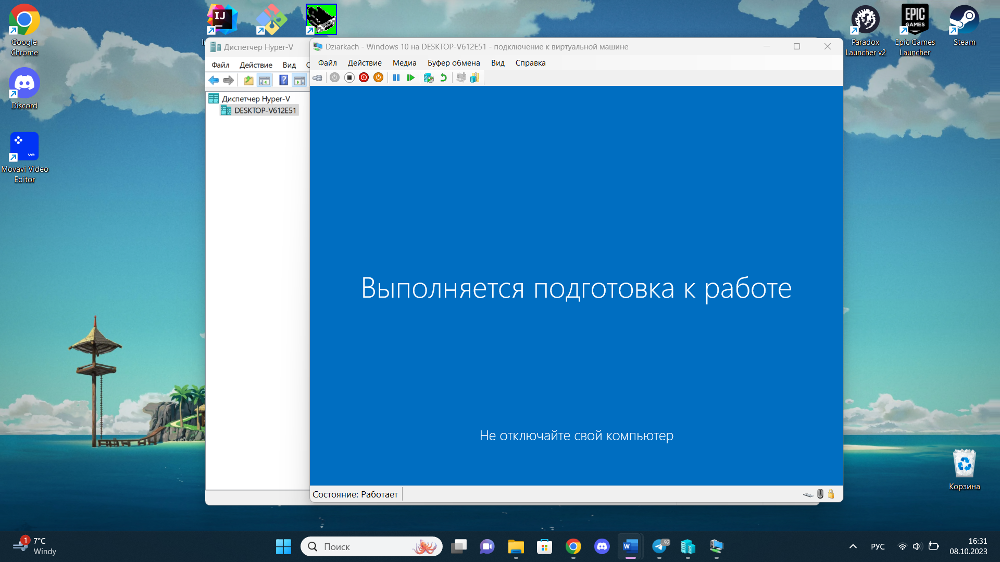 Google
Chrome
Discord
ve
Movavi Video
Editor
IJ
Paradox
Launcher v2
EPIC
GAMES
Epic Games
Launcher
Steam
Диспетчер Hyper-V
Файл
Действие
Вид
Диспетчер Hyper-V
DESKTOP-V612E51
Dziarkach - Windows 10 на DESKTOP-V612E51 - подключение к виртуальной машине
Файл
Действие
Медиа
Буфер обмена
Вид
Справка
Выполняется подготовка к работе
Не отключайте свой компьютер
Состояние: Работает
Корзина
1
7°C
Windy
Поиск
W
92
РУС
16:31
08.10.2023